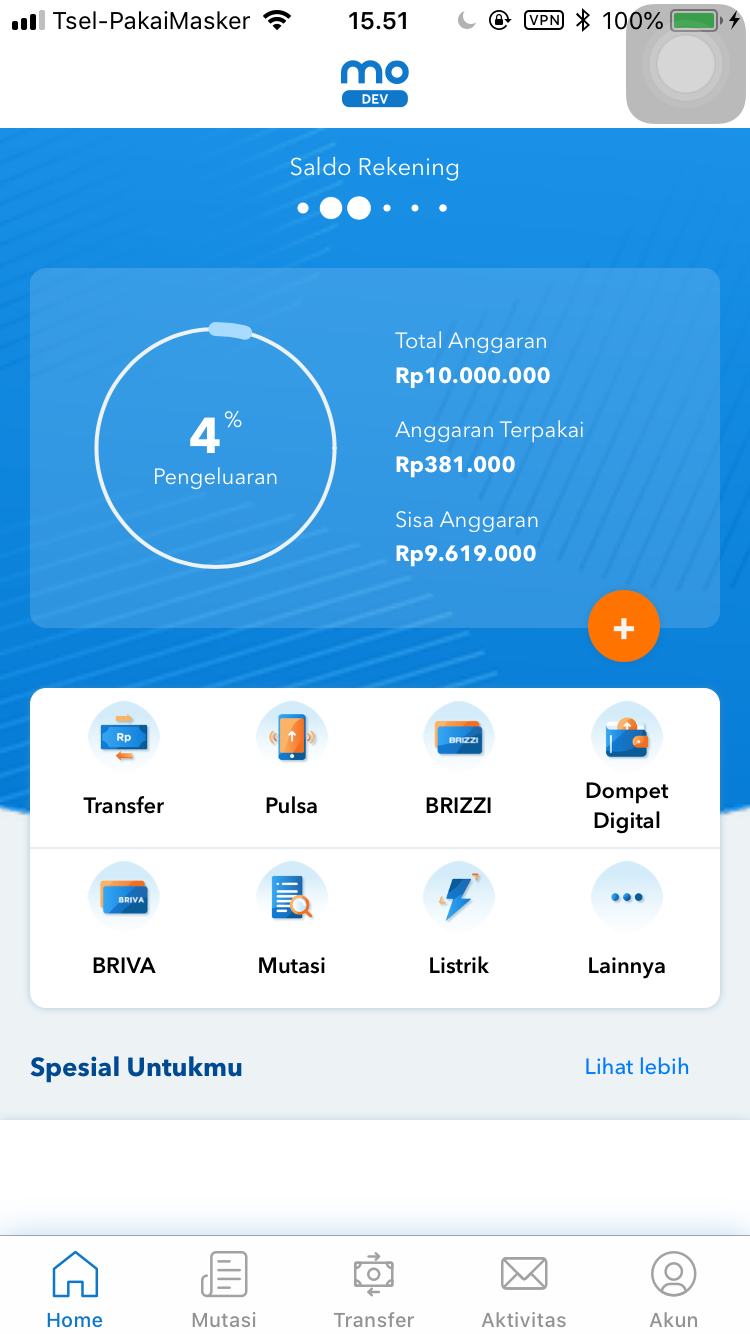 Tsel-PakaiMasker 15.51 VPN 100%
mo
DEV
Saldo Rekening
Total Anggaran
Rp10.000.000
4%
Pengeluaran
Anggaran Terpakai
Rp381.000
Sisa Anggaran
Rp9.619.000
+
Rp
BRIZZI
Transfer
Pulsa
BRIZZI
Dompet
Digital
BRIVA
BRIVA
Mutasi
Listrik
Lainnya
Spesial Untukmu
Lihat lebih
Home
Mutasi
Transfer
Aktivitas
Akun